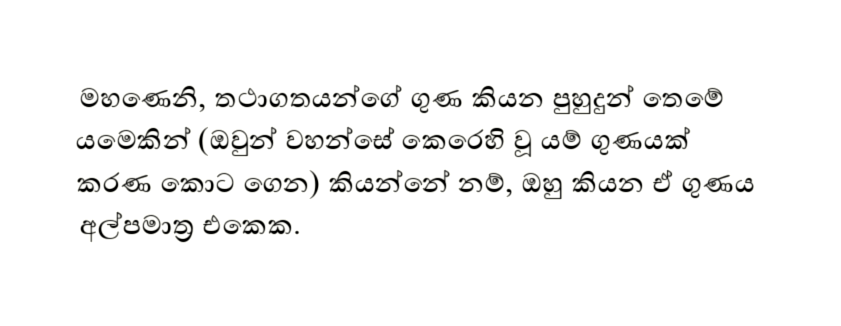 මහණෙනි, තථාගතයන්ගේ ගුණ කියන පුහුදුන් තෙමේ
යමෙකින් (ඔවුන් වහන්සේ කෙරෙහි වූ යම් ගුණයක්
කරණ කොට ගෙන) කියන්නේ නම්, ඔහු කියන ඒ ගුණය
අල්පමාත්‍ර එකෙක.